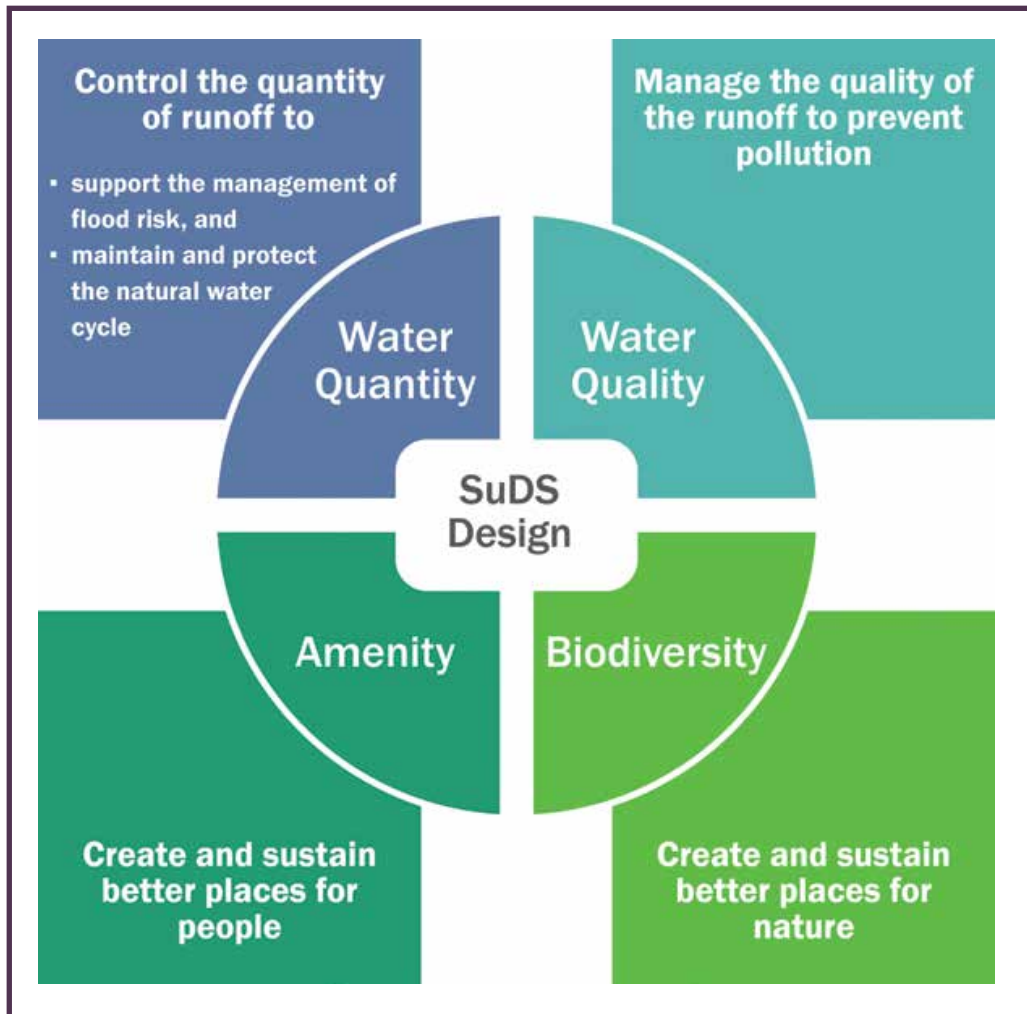 Control the quantity
of runoff to
▪ support the management of
flood risk, and
▪ maintain and protect
the natural water
cycle
Manage the quality of
the runoff to prevent
pollution
Water
Quantity
Water
Quality
SuDS
Design
Amenity
Biodiversity
Create and sustain
better places for
people
Create and sustain
better places for
nature